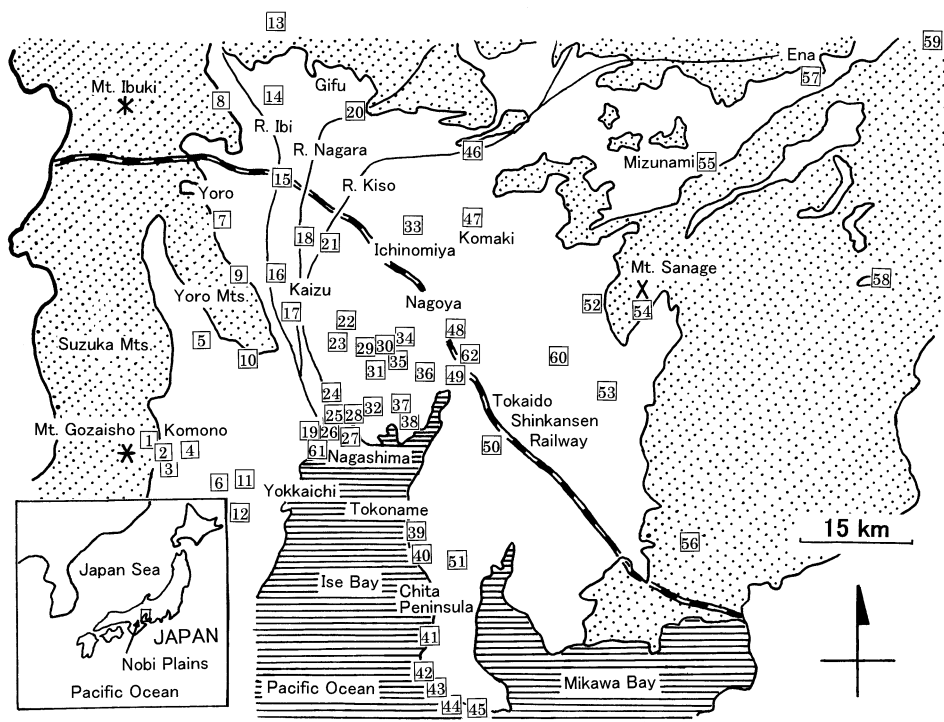 13
59
Ena
57
Mt. Ibuki
8
14
Gifu
20
R. Ibi
R. Nagara
46
Mizunami
55
15
R. Kiso
Yoro
7
18
21
33
47
Ichinomiya
Komaki
9
16
Kaizu
Mt. Sanage
58
Yoro Mts.
17
Nagoya
52
54
Suzuka Mts.
5
10
22
23
29
30
34
48
31
35
36
62
49
60
53
24
25
28
32
37
38
Tokaido
Shinkansen
Railway
Mt. Gozaisho
1
Komono
2
4
3
19
26
27
61
Nagashima
50
6
11
12
Yokkaichi
Tokoname
39
40
51
56
15 km
Japan Sea
JAPAN
Nobi Plains
Pacific Ocean
Ise Bay
Chita
Peninsula
41
42
43
44
45
Pacific Ocean
Mikawa Bay